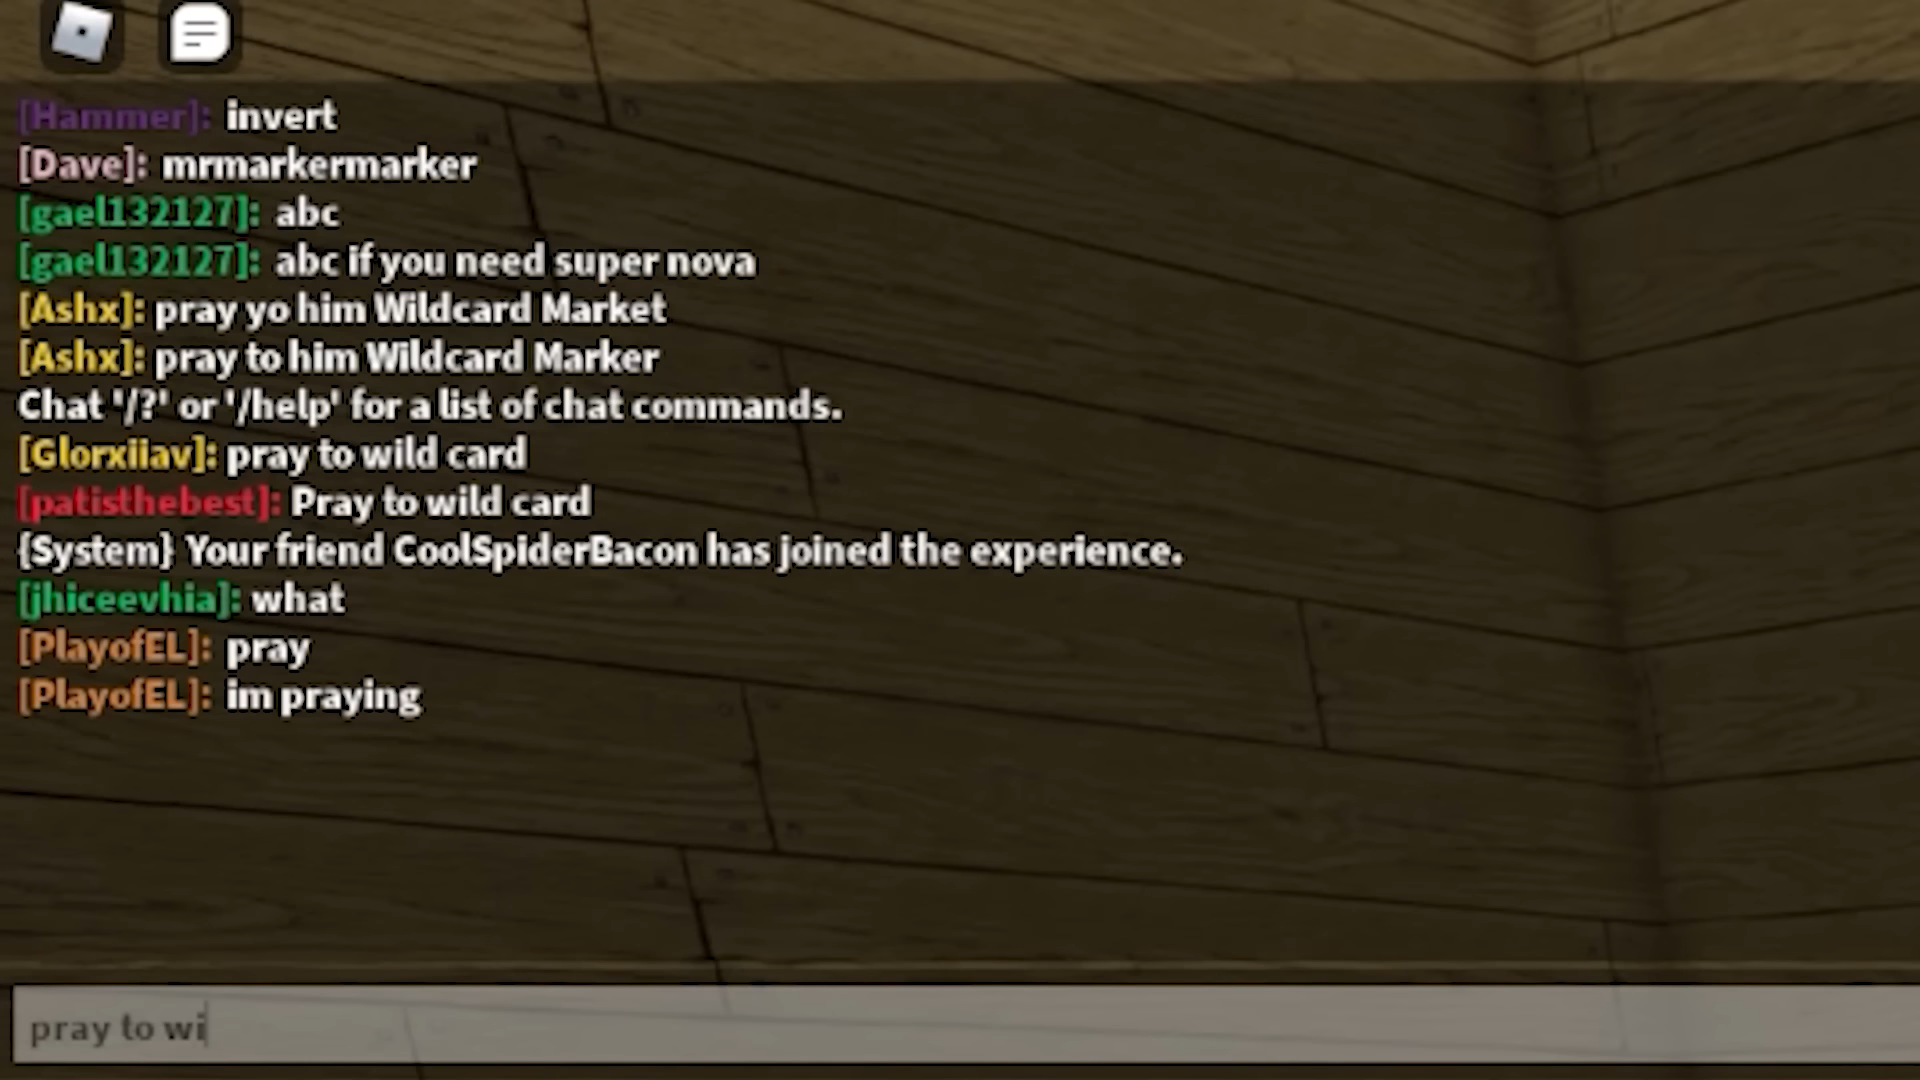 [Hammer]: invert
[Dave]: mrmarkermarker
[gael132127]: abc
[gael132127]: abc if you need super nova
[Ashx]: pray yo him Wildcard Market
[Ashx]: pray to him Wildcard Marker
Chat '/?' or '/help' for a list of chat commands.
[Glorxiiav]: pray to wild card
[patisthebest]: Pray to wild card
{System} Your friend CoolSpiderBacon has joined the experience.
[jhiceevhia]: what
[PlayofEL]: pray
[PlayofEL]: im praying
pray to wi